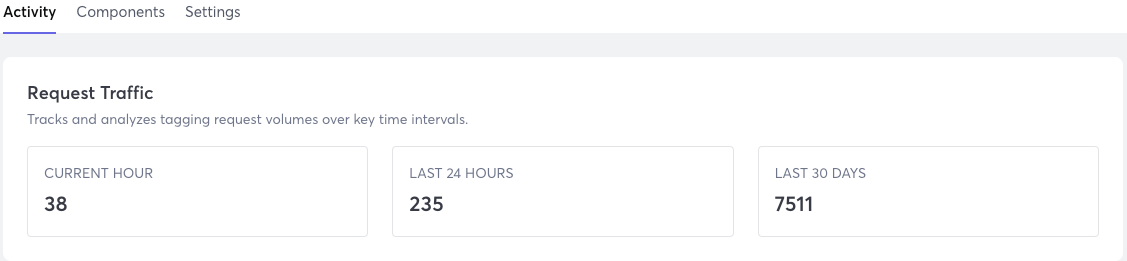 Activity Components Settings
Request Traffic
Tracks and analyzes tagging request volumes over key time intervals.
CURRENT HOUR LAST 24 HOURS LAST 30 DAYS
38 235 7511